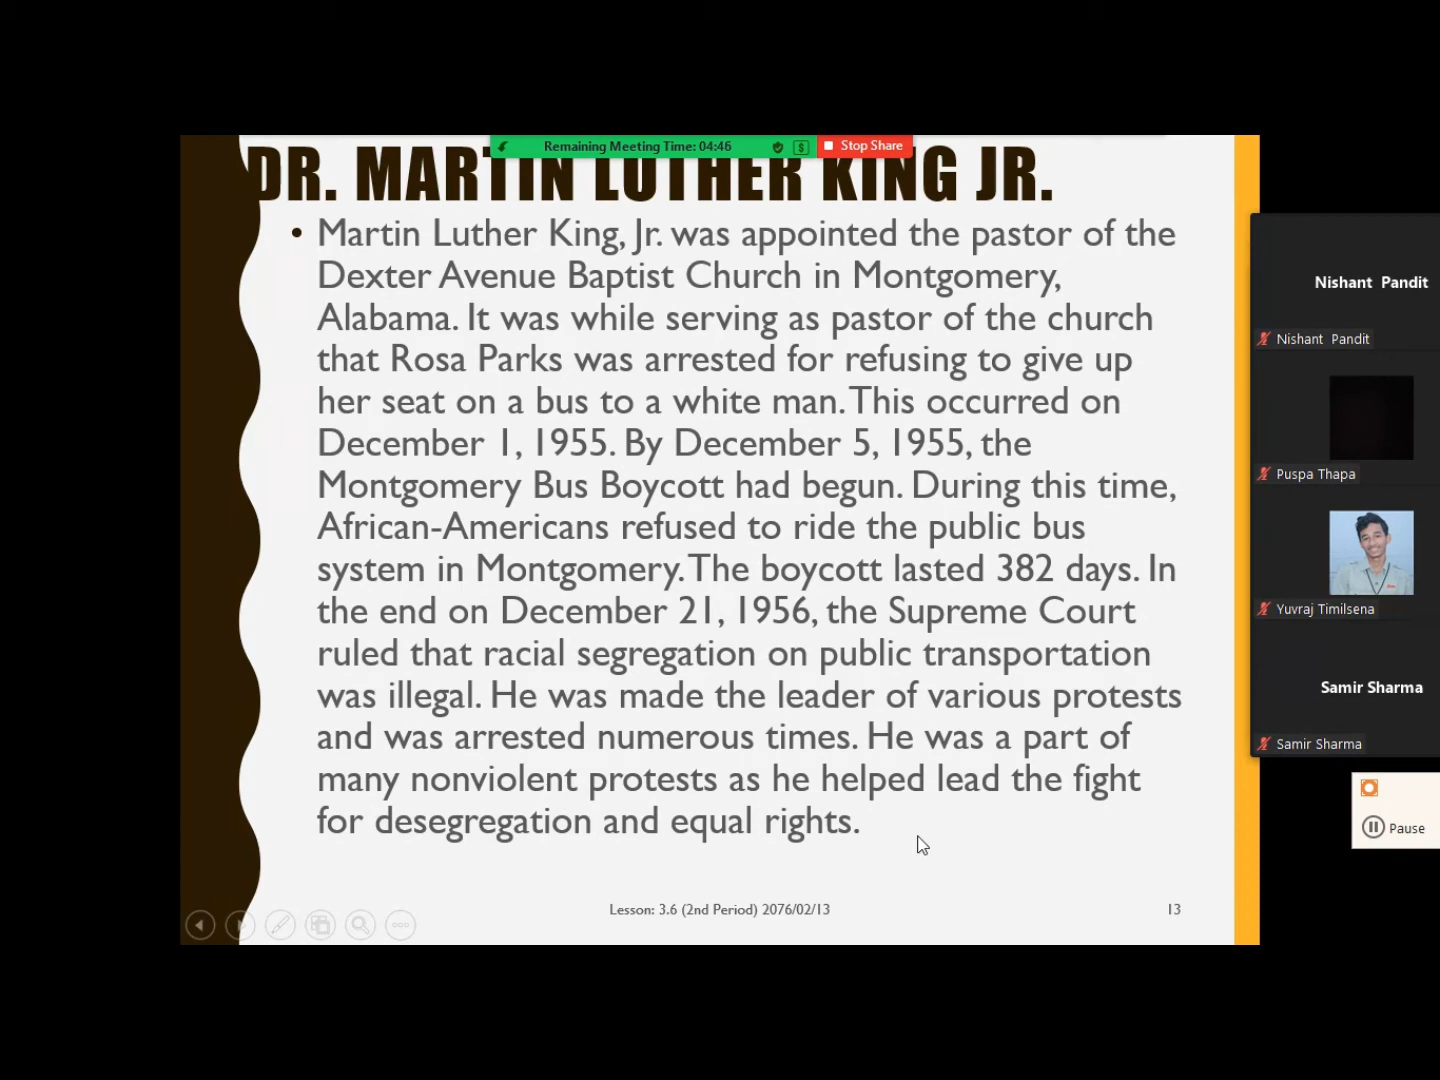 Remaining Meeting Time: 04:46
Stop Share
DR. MARTIN LUTHER KING JR.
• Martin Luther King, Jr. was appointed the pastor of the
Dexter Avenue Baptist Church in Montgomery,
Alabama. It was while serving as pastor of the church
that Rosa Parks was arrested for refusing to give up
her seat on a bus to a white man. This occurred on
December 1, 1955. By December 5, 1955, the
Montgomery Bus Boycott had begun. During this time,
African-Americans refused to ride the public bus
system in Montgomery. The boycott lasted 382 days. In
the end on December 21, 1956, the Supreme Court
ruled that racial segregation on public transportation
was illegal. He was made the leader of various protests
and was arrested numerous times. He was a part of
many nonviolent protests as he helped lead the fight
for desegregation and equal rights.
Lesson: 3.6 (2nd Period) 2076/02/13
13
Nishant Pandit
Nishant Pandit
Puspa Thapa
Yuvraj Timilsena
Samir Sharma
Samir Sharma
Pause